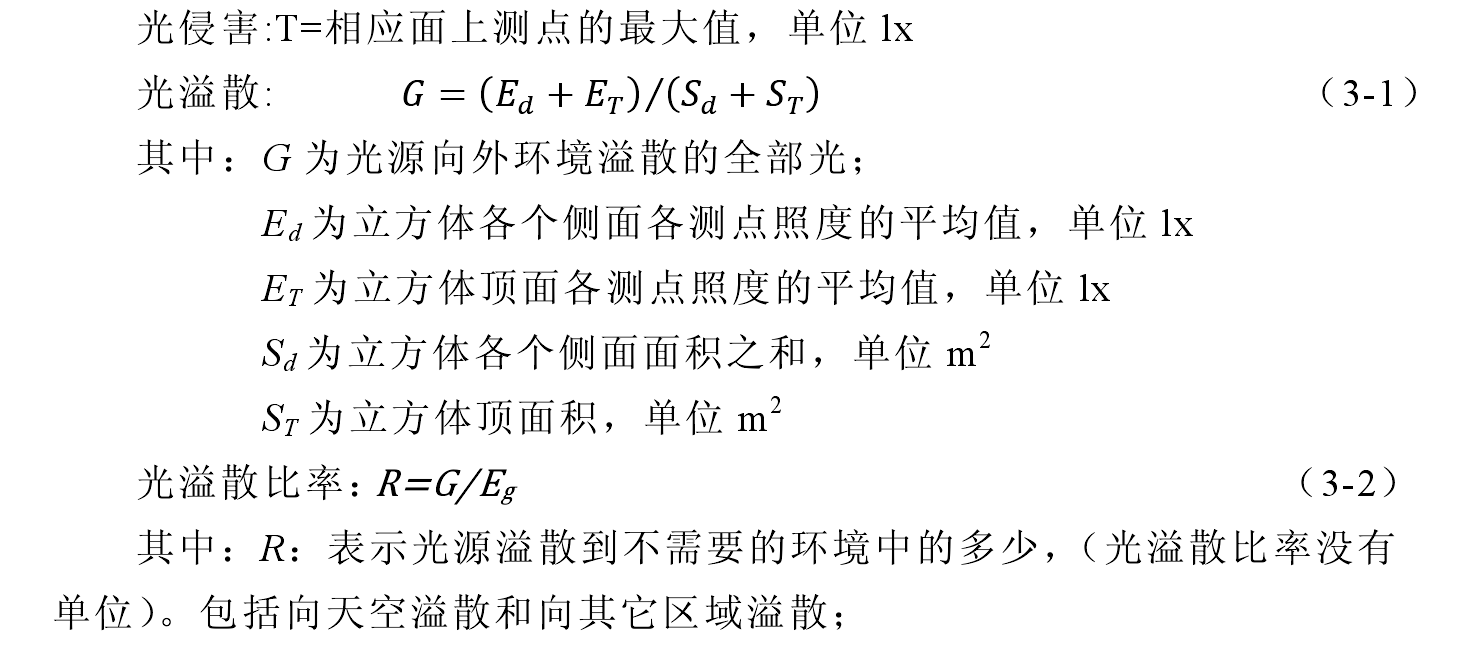 光侵害:T=相应面上测点的最大值，单位 lx
光溢散: G = (E_d + E_T)/(S_d + S_T) （3-1）
其中：G 为光源向外环境溢散的全部光；
E_d 为立方体各个侧面各测点照度的平均值，单位 lx
E_T 为立方体顶面各测点照度的平均值，单位 lx
S_d 为立方体各个侧面面积之和，单位 m²
S_T 为立方体顶面积，单位 m²
光溢散比率：R=G/E_g （3-2）
其中：R：表示光源溢散到不需要的环境中的多少，（光溢散比率没有
单位）。包括向天空溢散和向其它区域溢散；